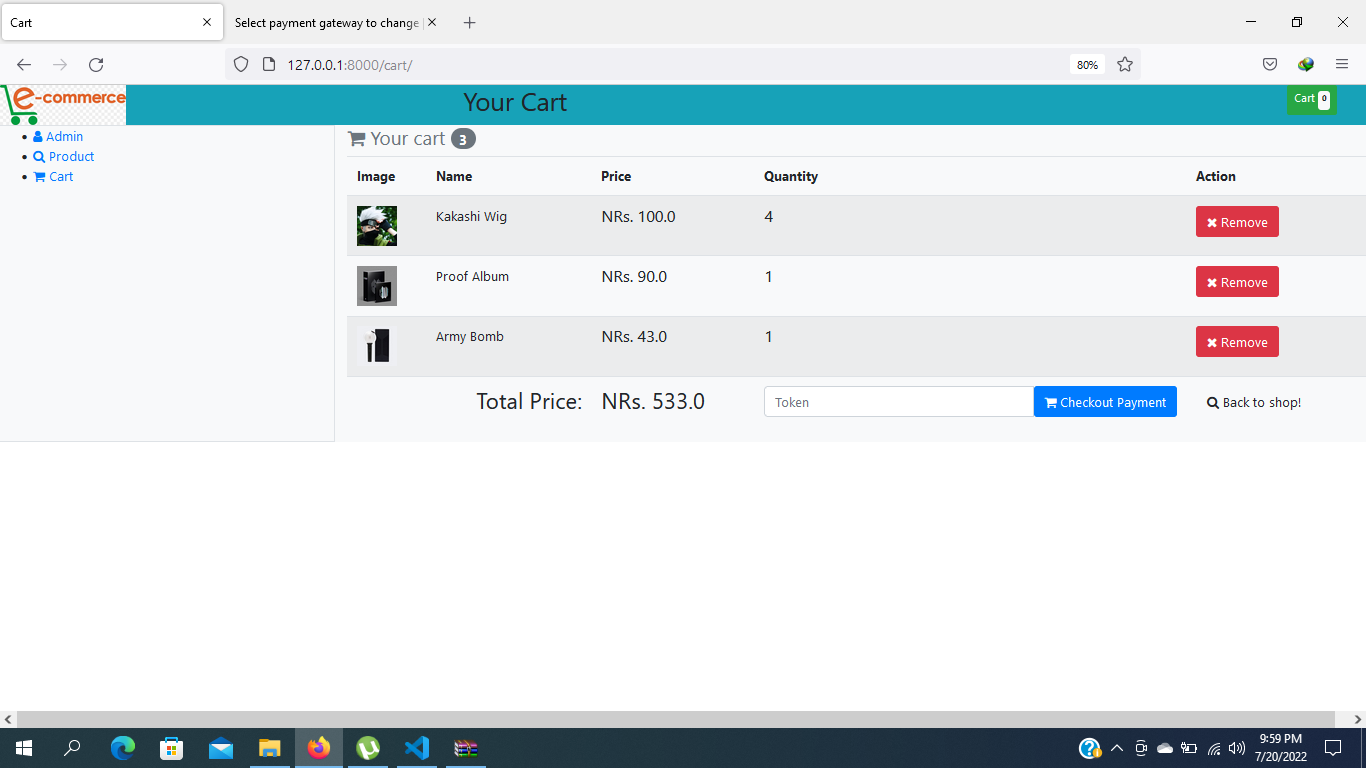 Cart
Select payment gateway to change |
127.0.0.1:8000/cart/
80%
e-commerce
Your Cart
Cart 0
Admin
Product
Cart
Your cart 3
Image Name Price Quantity Action
Kakashi Wig NRs. 100.0 4 Remove
Proof Album NRs. 90.0 1 Remove
Army Bomb NRs. 43.0 1 Remove
Total Price: NRs. 533.0 Token Checkout Payment Back to shop!
9:59 PM
7/20/2022